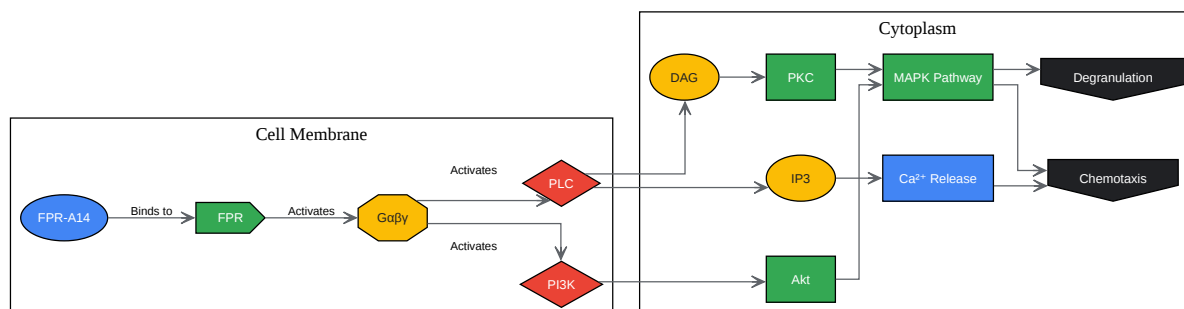 Cytoplasm
DAG
PKC
MAPK Pathway
Degranulation
Cell Membrane
Activates
PLC
IP3
Ca²⁺ Release
Chemotaxis
FPR-A14
Binds to
FPR
Activates
Gαβγ
Activates
PI3K
Akt